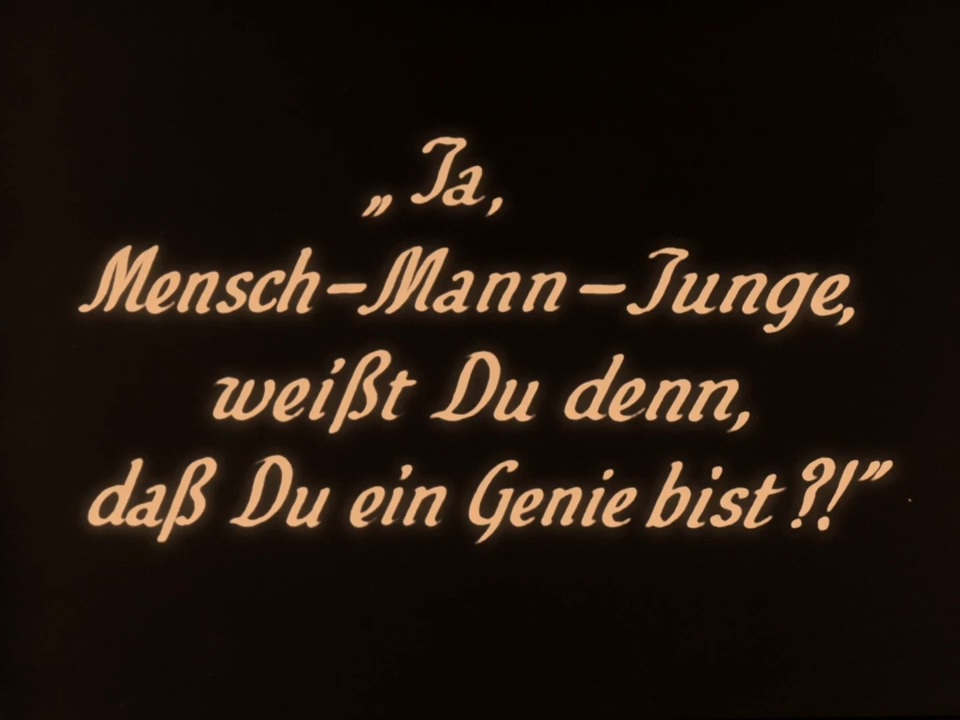 „Ja,
Mensch–Mann–Junge,
weißt Du denn,
daß Du ein Genie bist?!”